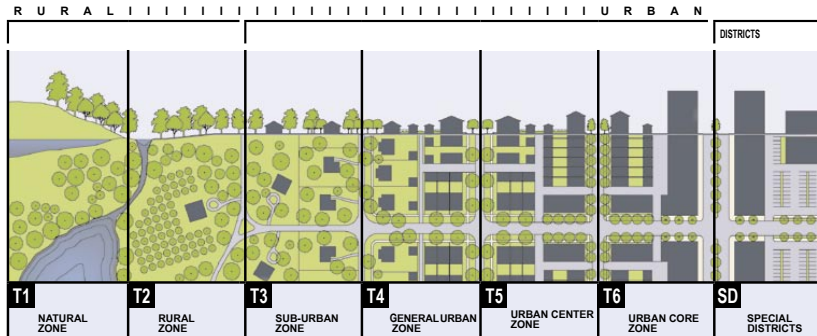 R U R A L I I I I I I I I I I I I I I I I I I I I I I I I I I I U R B A N
DISTRICTS
T1
NATURAL
ZONE
T2
RURAL
ZONE
T3
SUB-URBAN
ZONE
T4
GENERAL URBAN
ZONE
T5
URBAN CENTER
ZONE
T6
URBAN CORE
ZONE
SD
SPECIAL
DISTRICTS